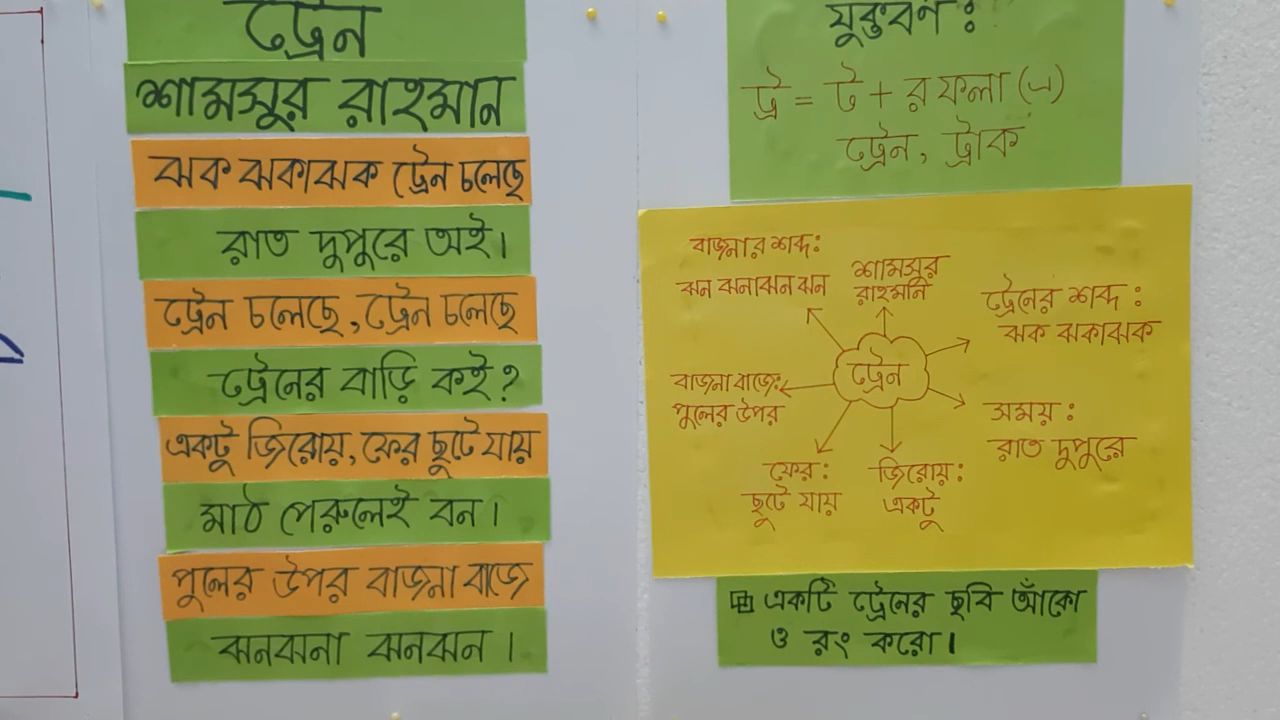 ট্রেন
শামসুর রাহমান
ঝক ঝকাঝক ট্রেন চলেছে
রাত দুপুরে অই।
ট্রেন চলেছে, ট্রেন চলেছে
ট্রেনের বাড়ি কই?
একটু জিরোয়, ফের ছুটে যায়
মাঠ পেরুলেই বন।
পুলের উপর বাজনা বাজে
ঝনঝনা ঝনঝন।
যুক্তবর্ণ:
ট্র = ট + র ফলা (্র)
ট্রেন, ট্রাক
বাজনার শব্দ:
ঝন ঝনাঝন ঝন
শামসুর
রাহমান
ট্রেনের শব্দ:
ঝক ঝকাঝক
ট্রেন
বাজনা বাজে:
পুলের উপর
সময়:
রাত দুপুরে
ফের:
ছুটে যায়
জিরোয়:
একটু
একটি ট্রেনের ছবি আঁকো
ও রং করো।